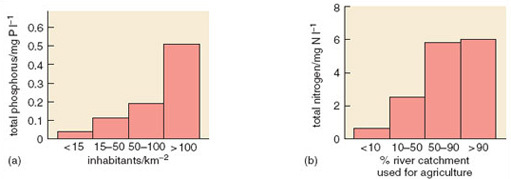 total phosphorus/mg P l⁻¹
0.6
0.5
0.4
0.3
0.2
0.1
0
<15 15–50 50–100 >100
inhabitants/km⁻²
(a)
total nitrogen/mg N l⁻¹
8
6
4
2
0
<10 10–50 50–90 >90
% river catchment
used for agriculture
(b)